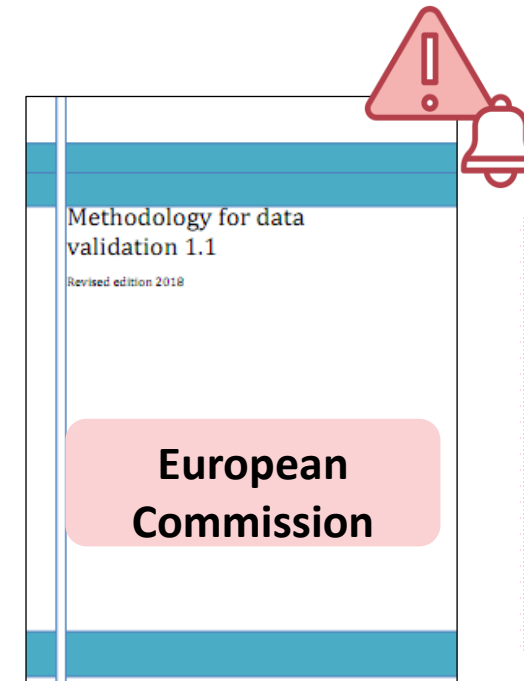 Methodology for data
validation 1.1
Revised edition 2018
European
Commission